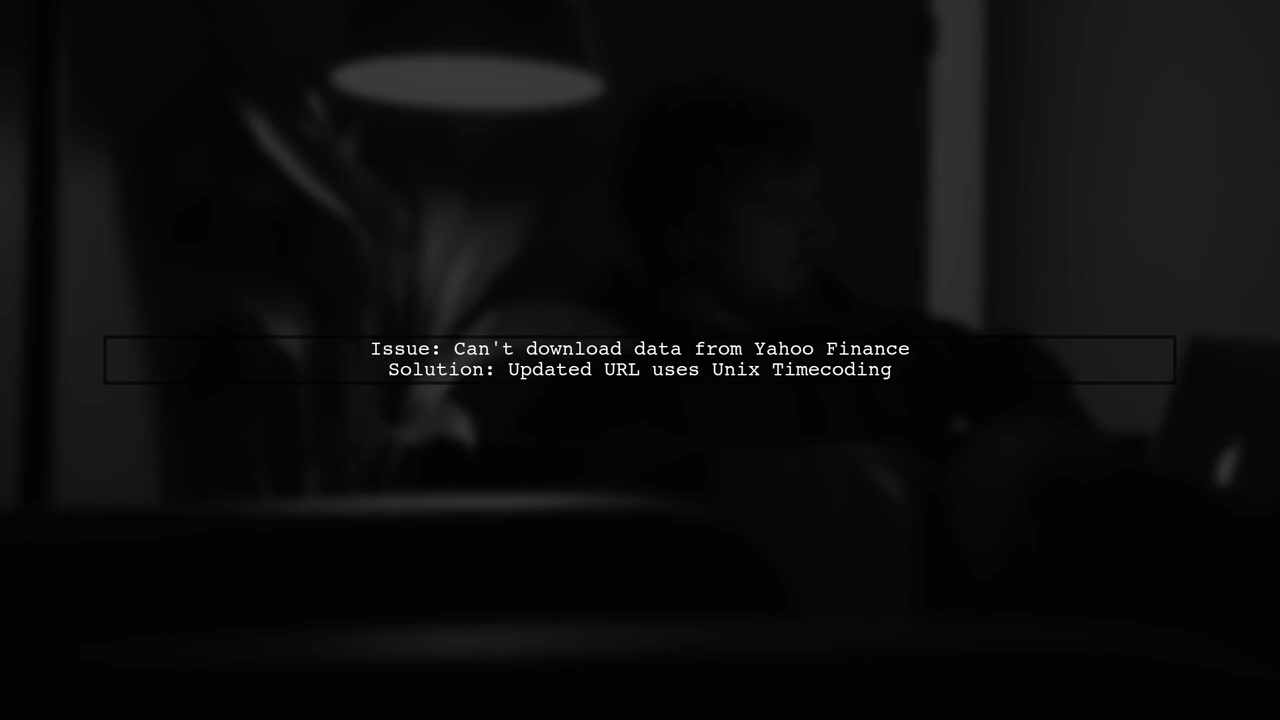 Issue: Can't download data from Yahoo Finance
Solution: Updated URL uses Unix Timecoding